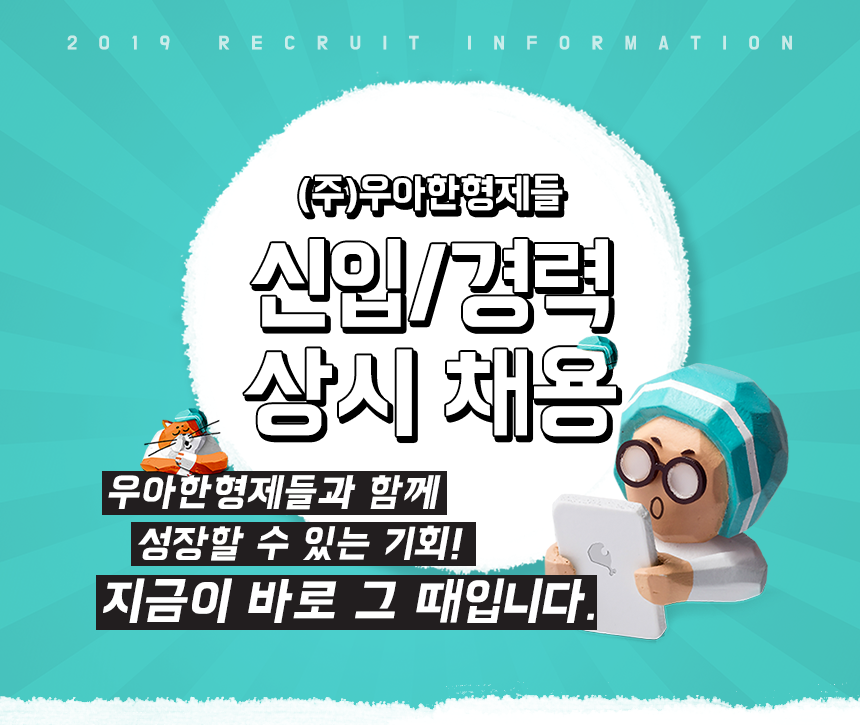 2019 RECRUIT INFORMATION
(주)우아한형제들
신입/경력
상시 채용
우아한형제들과 함께
성장할 수 있는 기회!
지금이 바로 그 때입니다.